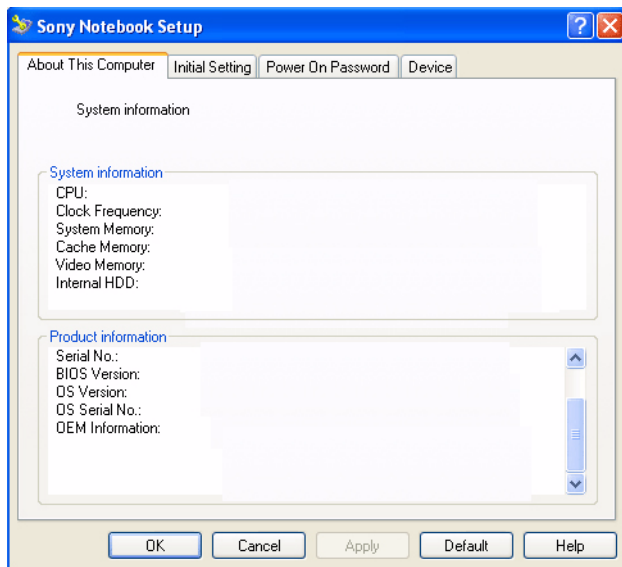 Sony Notebook Setup
About This Computer Initial Setting Power On Password Device
System information
System information
CPU:
Clock Frequency:
System Memory:
Cache Memory:
Video Memory:
Internal HDD:
Product information
Serial No.:
BIOS Version:
OS Version:
OS Serial No.:
OEM Information:
OK Cancel Apply Default Help